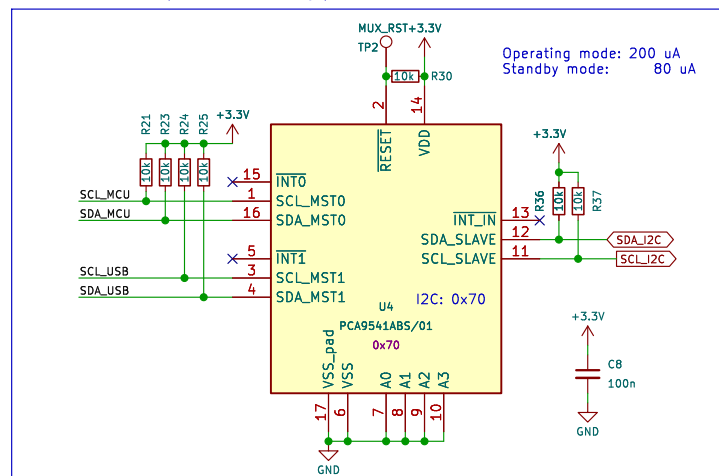 MUX_RST
+3.3V
TP2
10k
R30
Operating mode: 200 uA
Standby mode: 80 uA
2
14
RESET
VDD
R21
R23
R24
R25
+3.3V
10k
10k
10k
10k
+3.3V
R36
10k
10k
R37
15
INT0
SCL_MCU
1
SCL_MST0
SDA_MCU
16
SDA_MST0
INT_IN
13
SDA_SLAVE
12
SDA_I2C
SCL_SLAVE
11
SCL_I2C
5
INT1
SCL_USB
3
SCL_MST1
SDA_USB
4
SDA_MST1
I2C: 0x70
U4
PCA9541ABS/01
0x70
+3.3V
C8
100n
GND
VSS_pad
VSS
A0
A1
A2
A3
17
6
7
8
9
10
GND